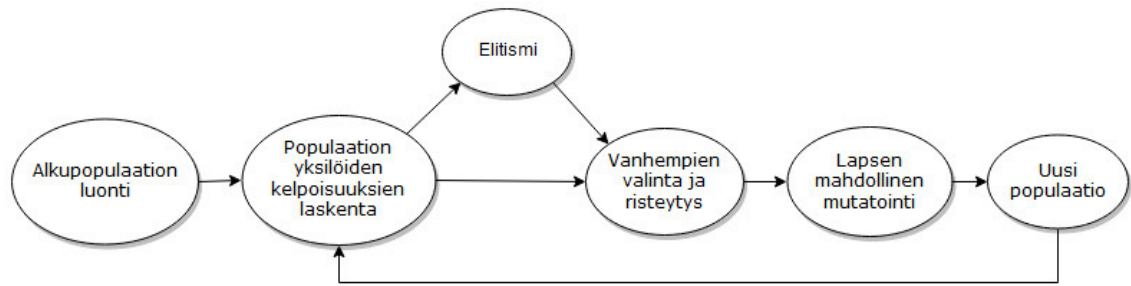 Elitismi
Alkupopulaation
luonti
Populaation
yksilöiden
kelpoisuuksien
laskenta
Vanhempien
valinta ja
risteytys
Lapsen
mahdollinen
mutatointi
Uusi
populaatio